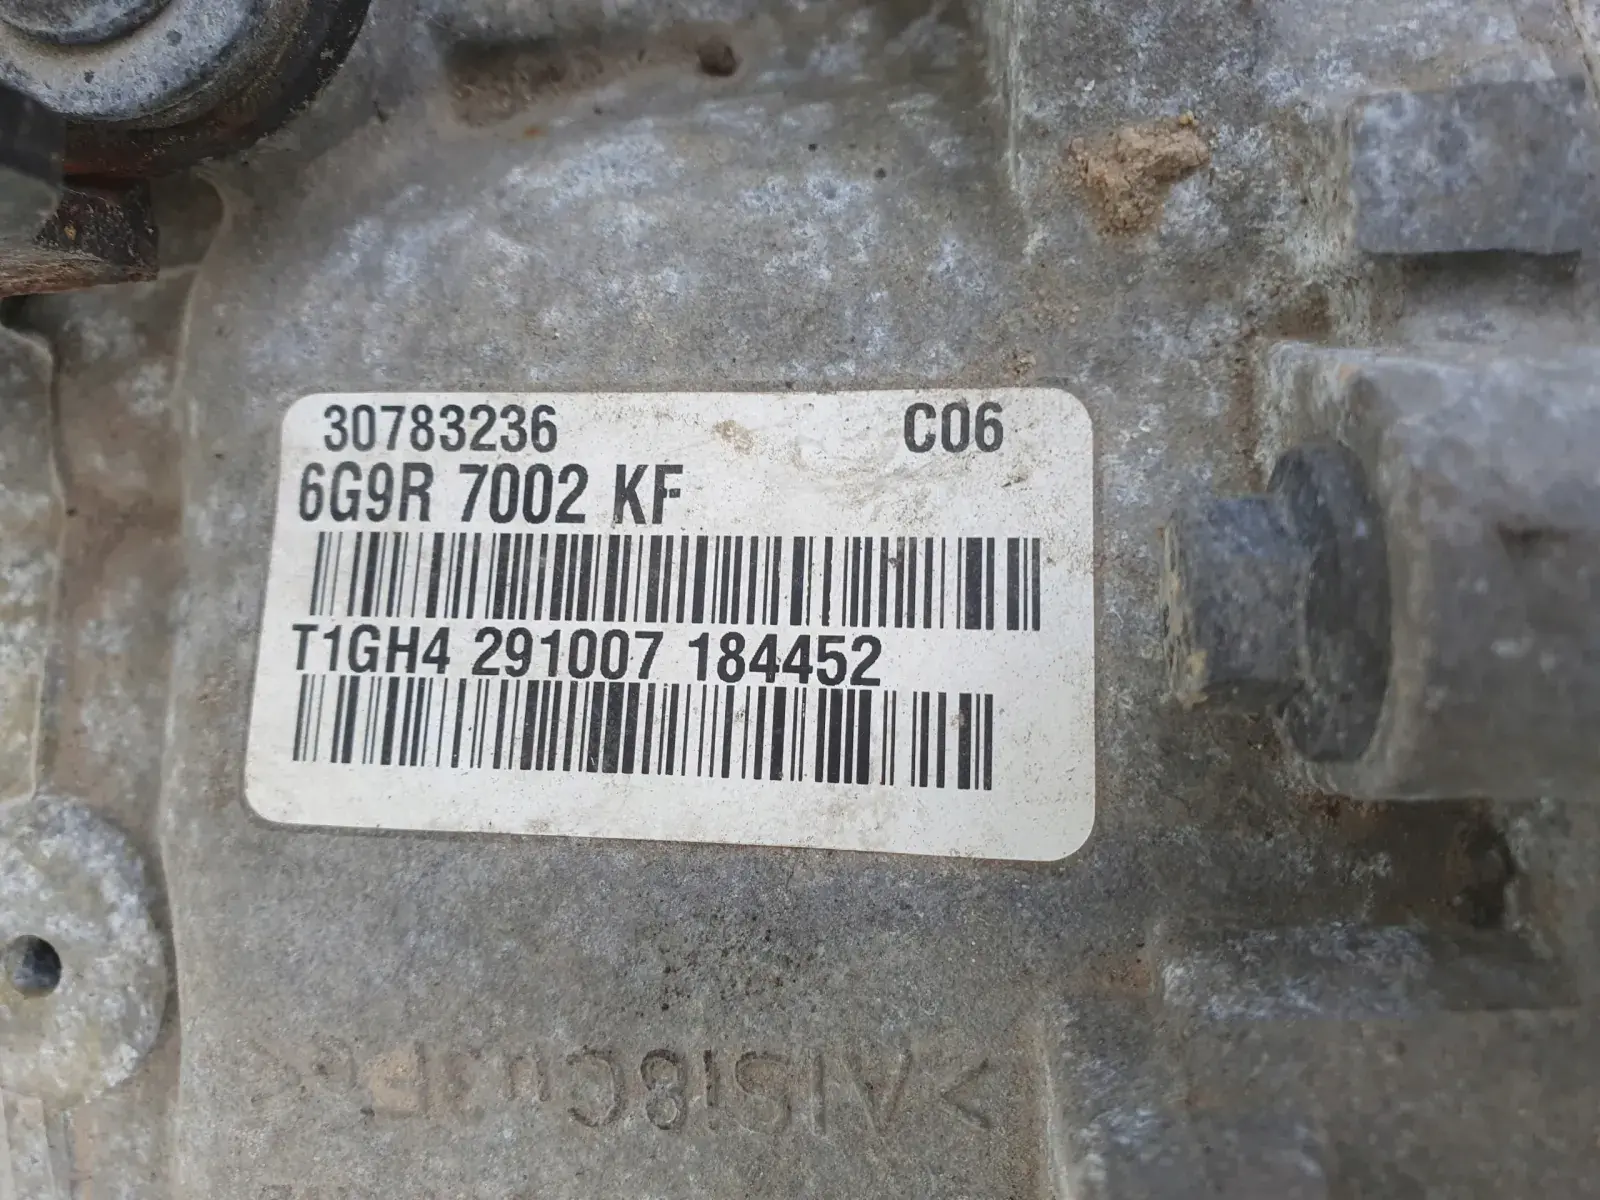 30783236 C06
6G9R 7002 KF
T1GH4 291007 184452